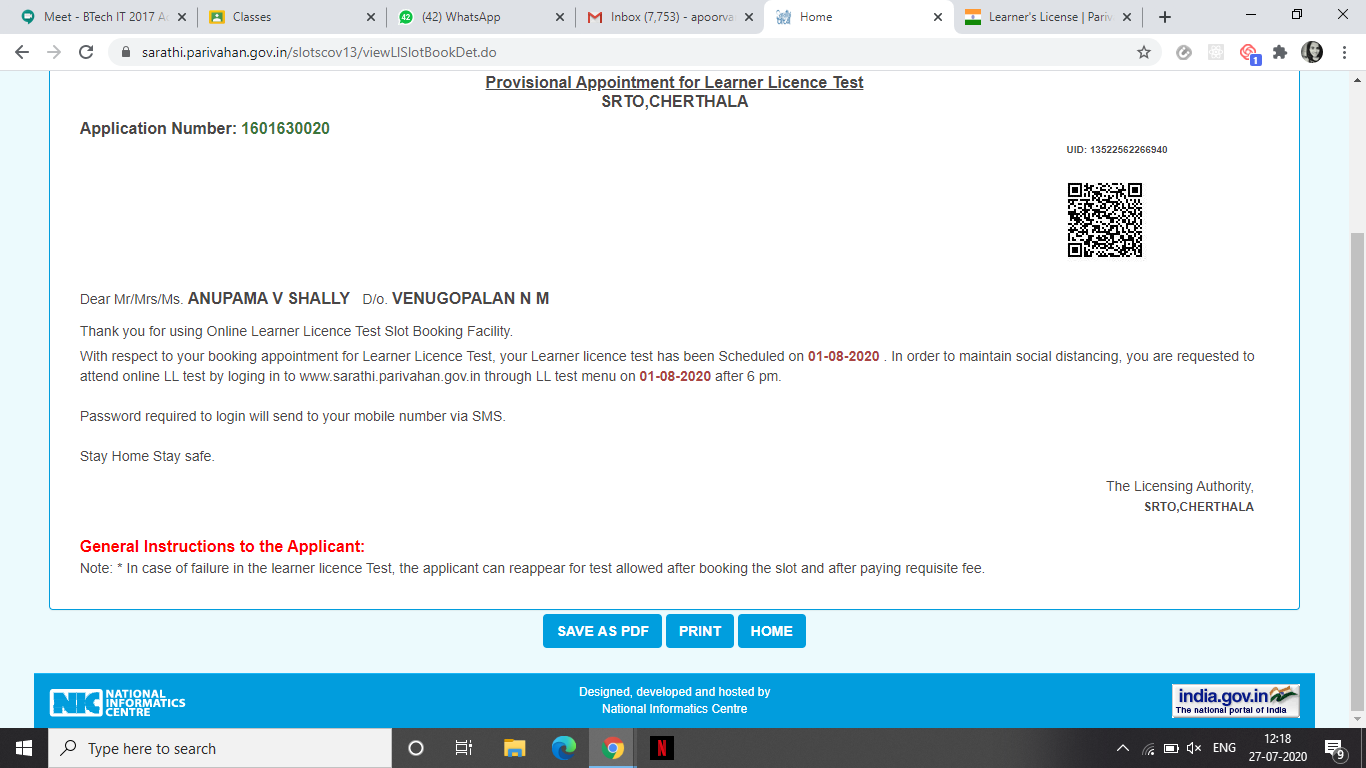 Meet - BTech IT 2017 A
Classes
(42) WhatsApp
Inbox (7,753) - apoorva
Home
Learner's License | Pariv
sarathi.parivahan.gov.in/slotscov13/viewLlSlotBookDet.do
1
Provisional Appointment for Learner Licence Test
SRTO,CHERTHALA
Application Number: 1601630020
UID: 13522562266940
Dear Mr/Mrs/Ms. ANUPAMA V SHALLY D/o. VENUGOPALAN N M
Thank you for using Online Learner Licence Test Slot Booking Facility.
With respect to your booking appointment for Learner Licence Test, your Learner licence test has been Scheduled on 01-08-2020 . In order to maintain social distancing, you are requested to
attend online LL test by loging in to www.sarathi.parivahan.gov.in through LL test menu on 01-08-2020 after 6 pm.
Password required to login will send to your mobile number via SMS.
Stay Home Stay safe.
The Licensing Authority,
SRTO,CHERTHALA
General Instructions to the Applicant:
Note: * In case of failure in the learner licence Test, the applicant can reappear for test allowed after booking the slot and after paying requisite fee.
SAVE AS PDF PRINT HOME
NIC NATIONAL
INFORMATICS
CENTRE
Designed, developed and hosted by
National Informatics Centre
india.gov.in
The national portal of India
Type here to search
N
ENG
12:18
27-07-2020
9